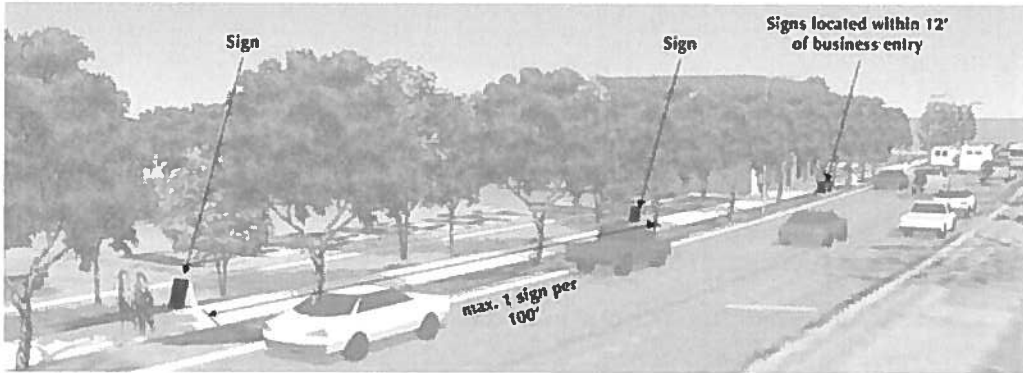 Sign
Sign
Signs located within 12'
of business entry
max. 1 sign per
100'